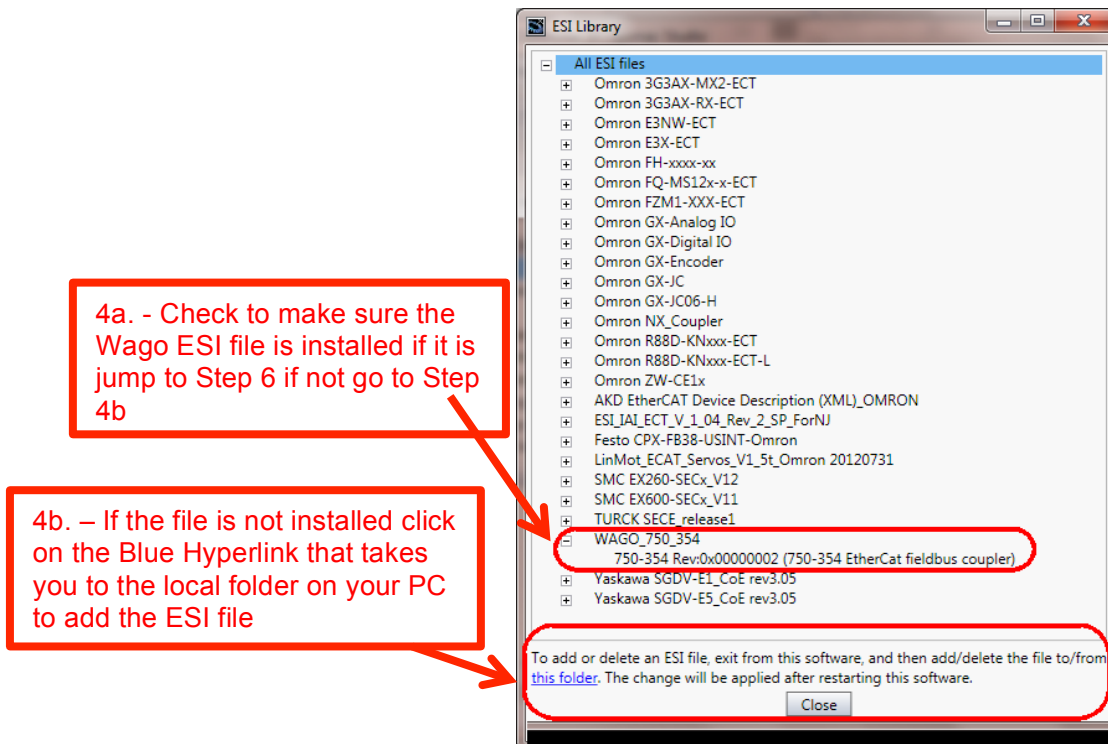 ESI Library
All ESI files
Omron 3G3AX-MX2-ECT
Omron 3G3AX-RX-ECT
Omron E3NW-ECT
Omron E3X-ECT
Omron FH-xxxx-xx
Omron FQ-MS12x-x-ECT
Omron FZM1-XXX-ECT
Omron GX-Analog IO
Omron GX-Digital IO
Omron GX-Encoder
Omron GX-JC
Omron GX-JC06-H
Omron NX_Coupler
Omron R88D-KNxxx-ECT
Omron R88D-KNxxx-ECT-L
Omron ZW-CE1x
AKD EtherCAT Device Description (XML)_OMRON
ESI_IAI_ECT_V_1_04_Rev_2_SP_ForNJ
Festo CPX-FB38-USINT-Omron
LinMot_ECAT_Servos_V1_5t_Omron 20120731
SMC EX260-SECx_V12
SMC EX600-SECx_V11
TURCK SECE_release1
WAGO_750_354
750-354 Rev:0x00000002 (750-354 EtherCat fieldbus coupler)
Yaskawa SGDV-E1_CoE rev3.05
Yaskawa SGDV-E5_CoE rev3.05
To add or delete an ESI file, exit from this software, and then add/delete the file to/from
this folder. The change will be applied after restarting this software.
Close
4a. - Check to make sure the
Wago ESI file is installed if it is
jump to Step 6 if not go to Step
4b
4b. – If the file is not installed click
on the Blue Hyperlink that takes
you to the local folder on your PC
to add the ESI file